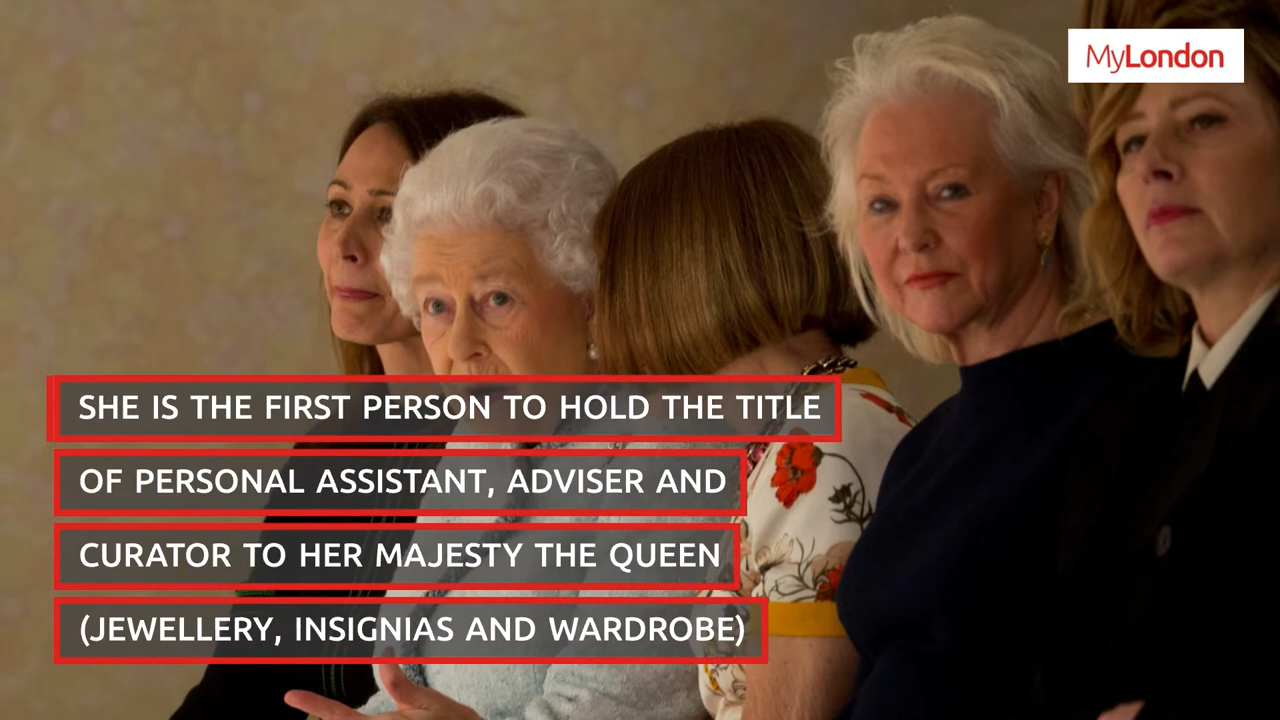 MyLondon
SHE IS THE FIRST PERSON TO HOLD THE TITLE
OF PERSONAL ASSISTANT, ADVISER AND
CURATOR TO HER MAJESTY THE QUEEN
(JEWELLERY, INSIGNIAS AND WARDROBE)